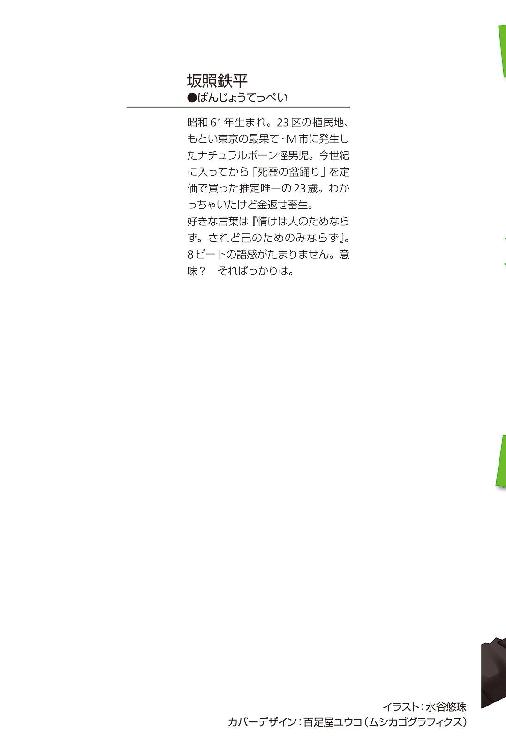 坂照鉄平
●ばんじょうてっぺい
昭和61年生まれ。23区の植民地、
もとい東京の最果て・M市に発生し
たナチュラルボーン怪男児。今世紀
に入ってから『死霊の盆踊り』を定
価で買った推定唯一の23歳。わか
っちゃいたけど金返せ畜生。
好きな言葉は『情けは人のためなら
ず。されど己のためのみならず』。
8ビートの語感がたまりません。意
味？　そればっかりは。
イラスト：水谷悠珠
カバーデザイン：百足屋ユウコ（ムシカゴグラフィクス）